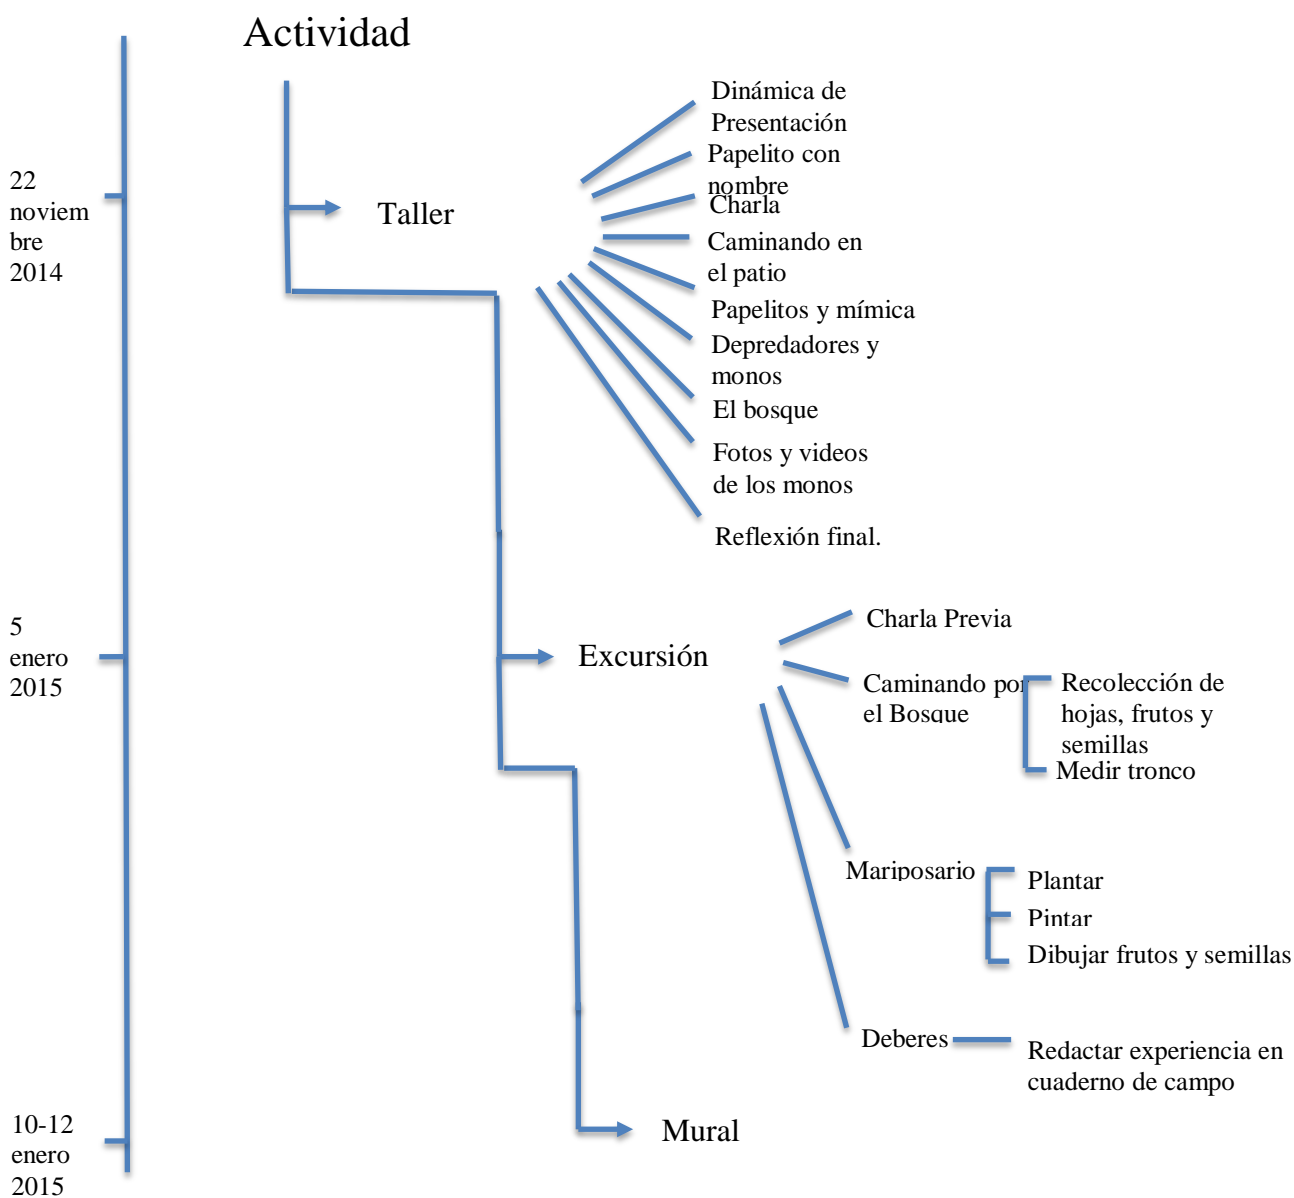 Actividad
22
noviem
bre
2014
Taller
Dinámica de
Presentación
Papelito con
nombre
Charla
Caminando en
el patio
Papelitos y mímica
Depredadores y
monos
El bosque
Fotos y videos
de los monos
Reflexión final.
5
enero
2015
Excursión
Charla Previa
Caminando por
el Bosque
Recolección de
hojas, frutos y
semillas
Medir tronco
Mariposario
Plantar
Pintar
Dibujar frutos y semillas
Deberes
Redactar experiencia en
cuaderno de campo
10-12
enero
2015
Mural